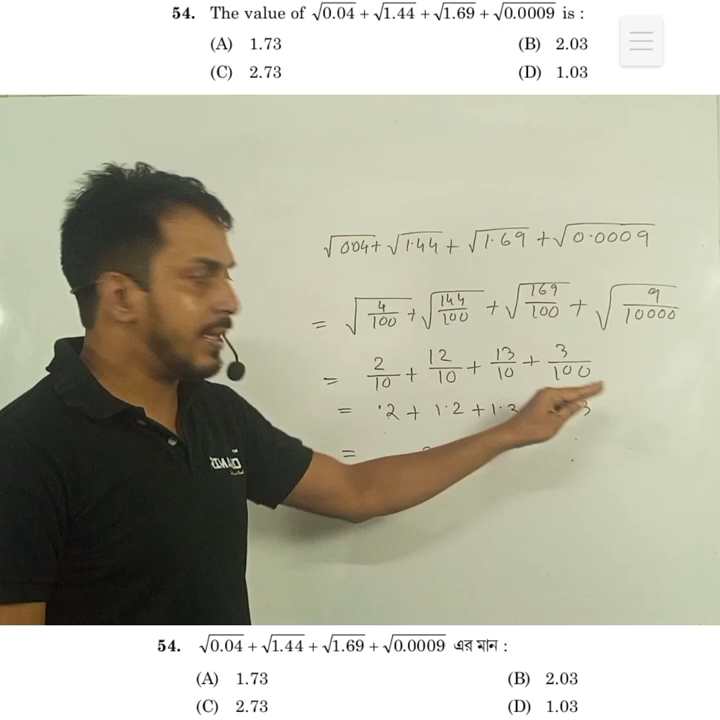 54. The value of √0.04 + √1.44 + √1.69 + √0.0009 is :
(A) 1.73 (B) 2.03
(C) 2.73 (D) 1.03
√0.04 + √1.44 + √1.69 + √0.0009
= √4/100 + √144/100 + √169/100 + √9/10000
= 2/10 + 12/10 + 13/10 + 3/100
= .2 + 1.2 + 1.3 3
=
54. √0.04 + √1.44 + √1.69 + √0.0009 এর মান :
(A) 1.73 (B) 2.03
(C) 2.73 (D) 1.03